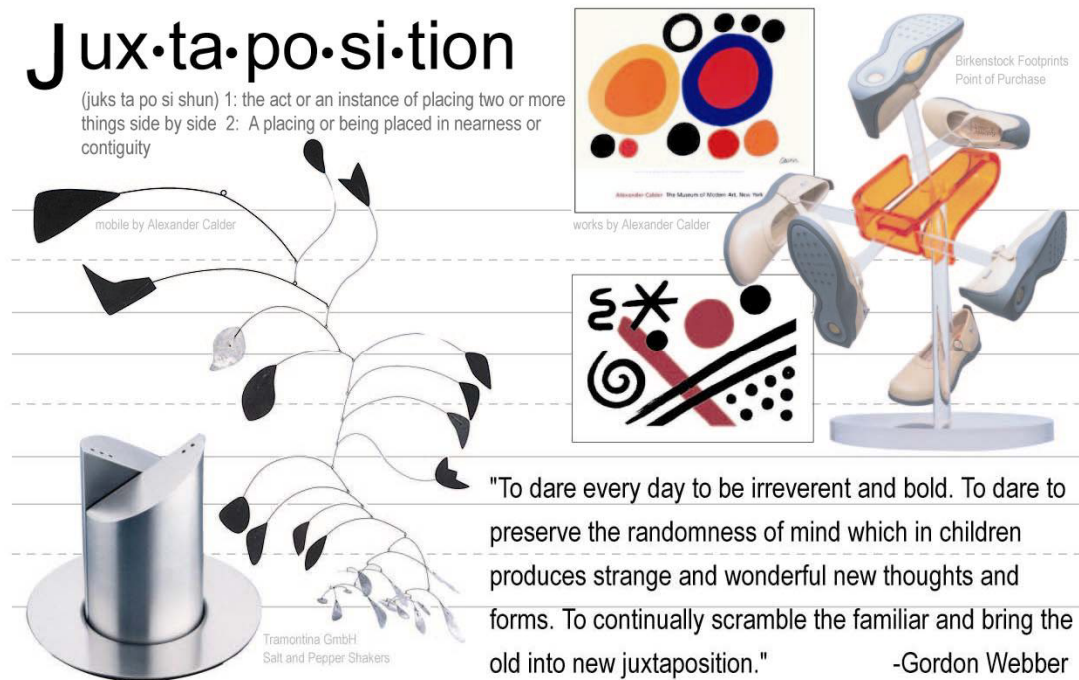 Jux·ta·po·si·tion
(juks ta po si shun) 1: the act or an instance of placing two or more
things side by side 2: A placing or being placed in nearness or
contiguity
mobile by Alexander Calder
Alexander Calder The Museum of Modern Art, New York
works by Alexander Calder
Birkenstock Footprints
Point of Purchase
Tramontina GmbH
Salt and Pepper Shakers
"To dare every day to be irreverent and bold. To dare to
preserve the randomness of mind which in children
produces strange and wonderful new thoughts and
forms. To continually scramble the familiar and bring the
old into new juxtaposition." -Gordon Webber